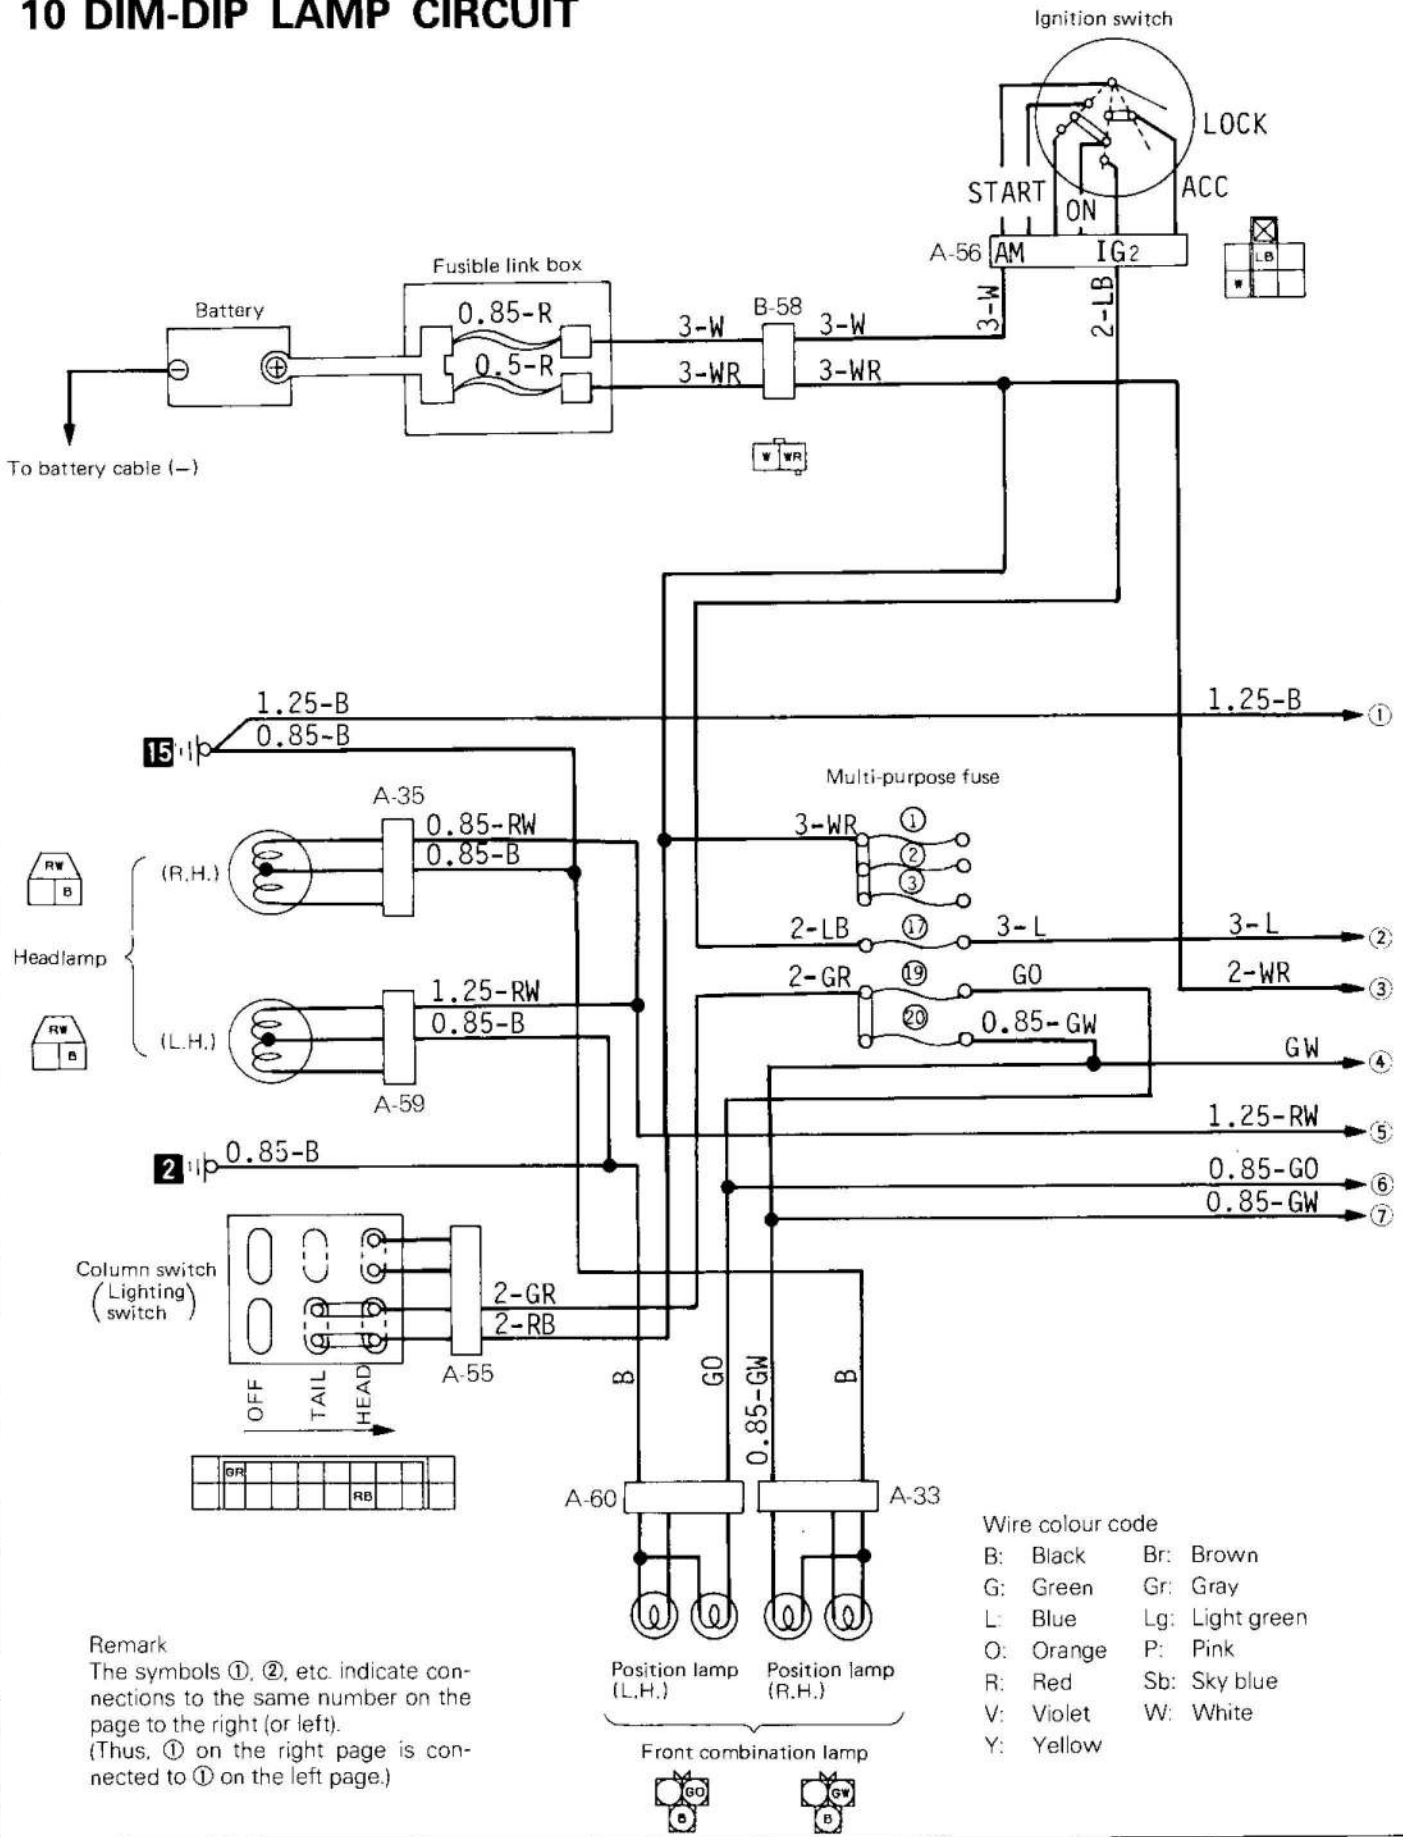 10 DIM-DIP LAMP CIRCUIT
Ignition switch
LOCK
START
ACC
ON
A-56
AM
IG2
LB
W
Fusible link box
Battery
0.85-R
B-58
3-W
3-W
3-W
2-LB
0.5-R
3-WR
3-WR
W WR
To battery cable (−)
1.25-B
1.25-B
①
15
0.85-B
Multi-purpose fuse
A-35
0.85-RW
3-WR
①
0.85-B
②
RW
B
(R.H.)
③
2-LB
⑰
3-L
3-L
②
Headlamp
2-GR
⑲
GO
2-WR
③
1.25-RW
0.85-B
⑳
0.85-GW
RW
B
(L.H.)
GW
④
A-59
1.25-RW
⑤
2
0.85-B
0.85-GO
⑥
0.85-GW
⑦
Column switch
(Lighting
switch)
2-GR
2-RB
A-55
OFF
TAIL
HEAD
B
GO
0.85-GW
B
GR
RB
A-60
A-33
Wire colour code
B: Black Br: Brown
G: Green Gr: Gray
L: Blue Lg: Light green
O: Orange P: Pink
R: Red Sb: Sky blue
V: Violet W: White
Y: Yellow
Remark
The symbols ①, ②, etc. indicate con-
nections to the same number on the
page to the right (or left).
(Thus, ① on the right page is con-
nected to ① on the left page.)
Position lamp
(L.H.)
Position lamp
(R.H.)
Front combination lamp
GO
B
GW
B